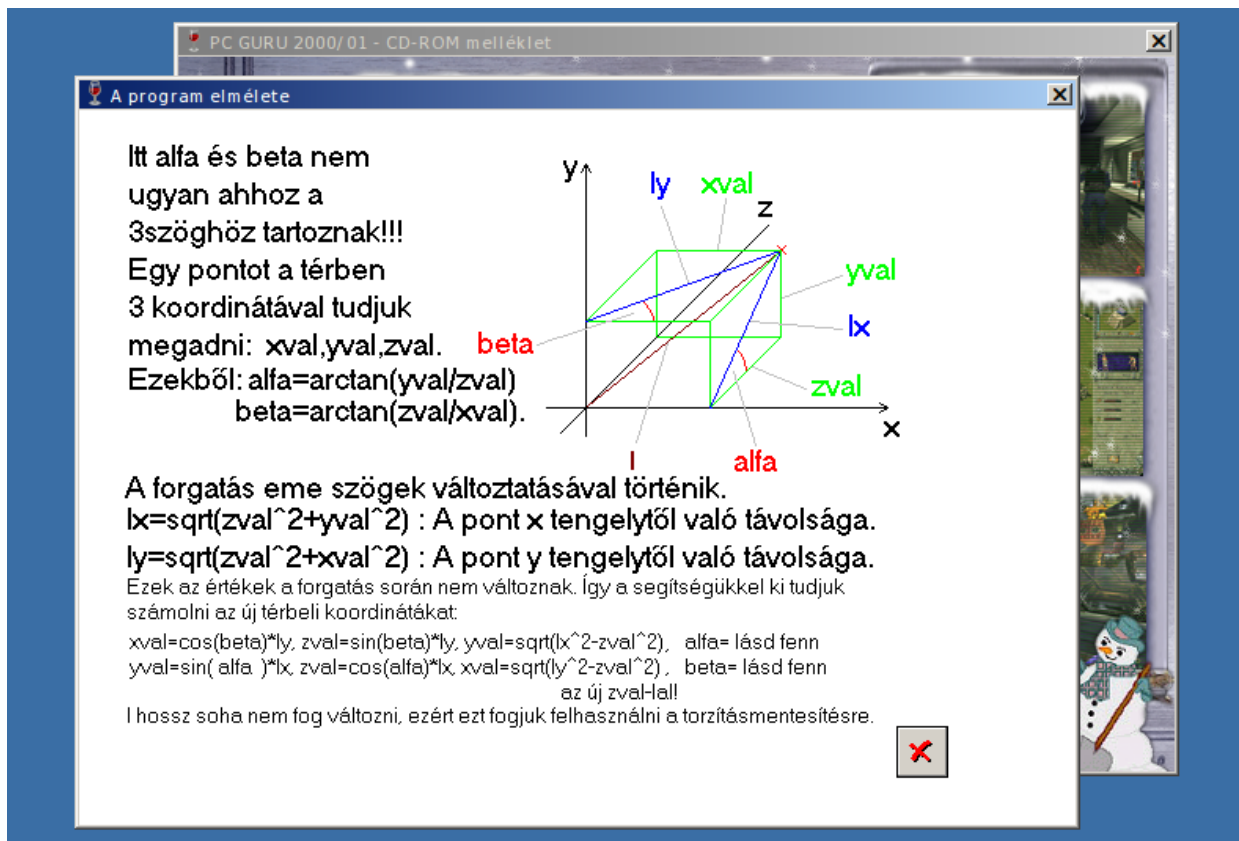 PC GURU 2000/01 - CD-ROM melléklet
A program elmélete
Itt alfa és beta nem
ugyan ahhoz a
3szöghöz tartoznak!!!
Egy pontot a térben
3 koordinátával tudjuk
megadni: xval,yval,zval.
Ezekből: alfa=arctan(yval/zval)
beta=arctan(zval/xval).
y
ly
xval
z
yval
lx
beta
zval
x
l
alfa
A forgatás eme szögek változtatásával történik.
lx=sqrt(zval^2+yval^2) : A pont x tengelytől való távolsága.
ly=sqrt(zval^2+xval^2) : A pont y tengelytől való távolsága.
Ezek az értékek a forgatás során nem változnak. Így a segítségükkel ki tudjuk
számolni az új térbeli koordinátákat:
xval=cos(beta)*ly, zval=sin(beta)*ly, yval=sqrt(lx^2-zval^2), alfa= lásd fenn
yval=sin( alfa )*lx, zval=cos(alfa)*lx, xval=sqrt(ly^2-zval^2) , beta= lásd fenn
az új zval-lal!
l hossz soha nem fog változni, ezért ezt fogjuk felhasználni a torzításmentesítésre.